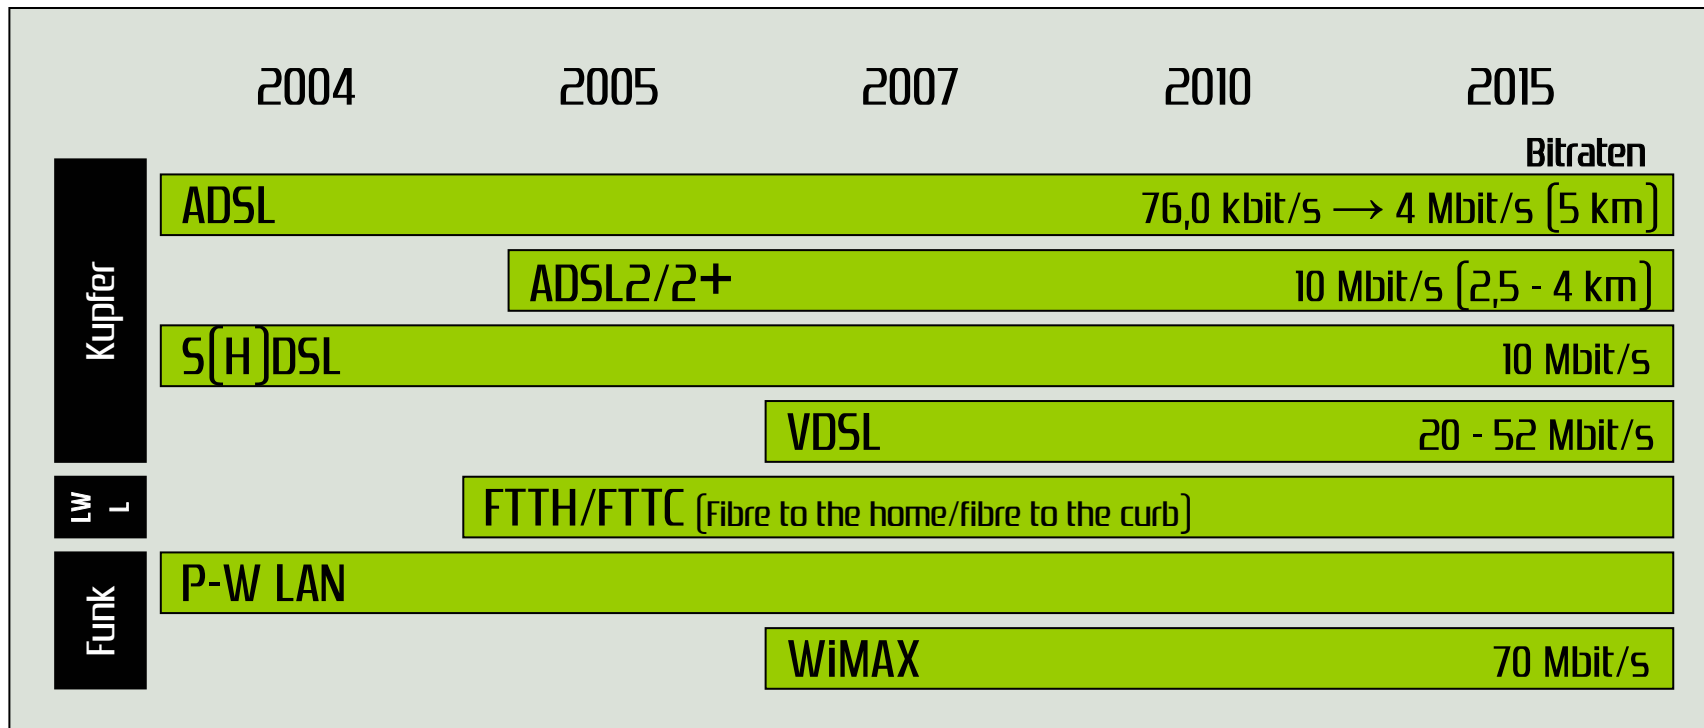 2004 2005 2007 2010 2015
Bitraten
Kupfer
ADSL 76,0 kbit/s → 4 Mbit/s (5 km)
ADSL2/2+ 10 Mbit/s (2,5 - 4 km)
S(H)DSL 10 Mbit/s
VDSL 20 - 52 Mbit/s
LW
L
FTTH/FTTC (Fibre to the home/fibre to the curb)
Funk
P-W LAN
WiMAX 70 Mbit/s